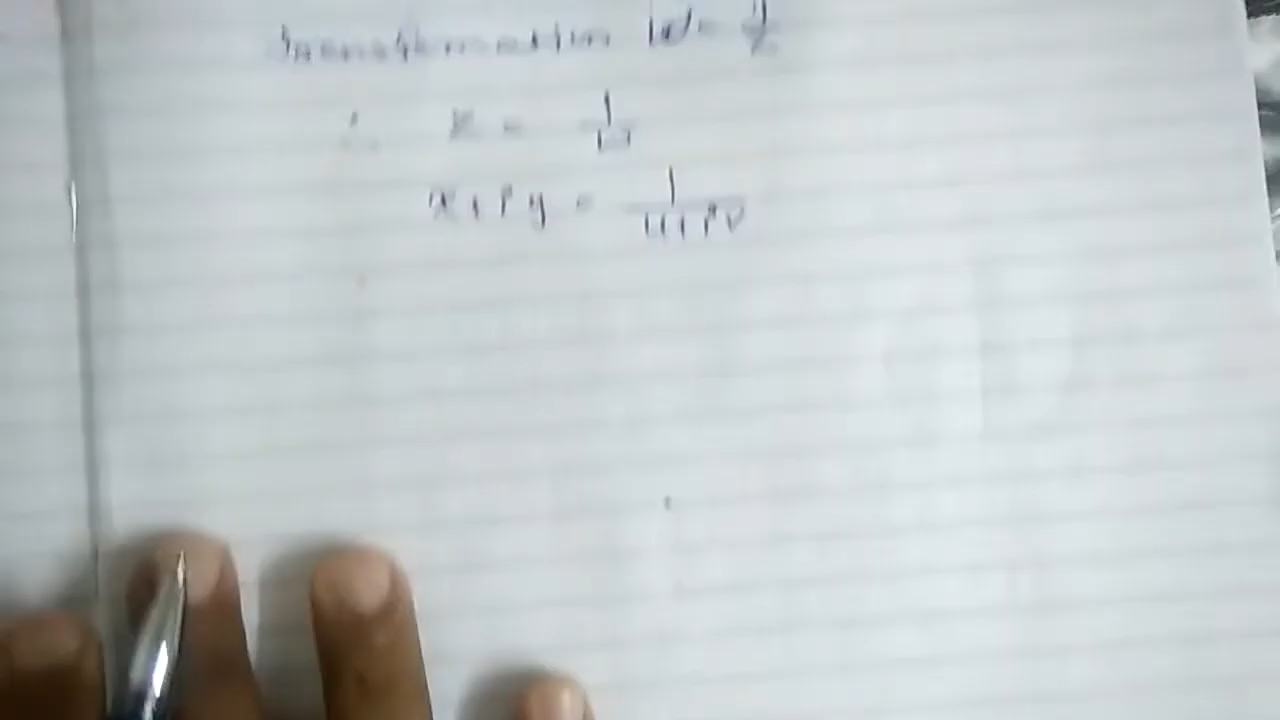 transformation w = 1/z
∴ z = 1/w
x+iy = 1/u+iv